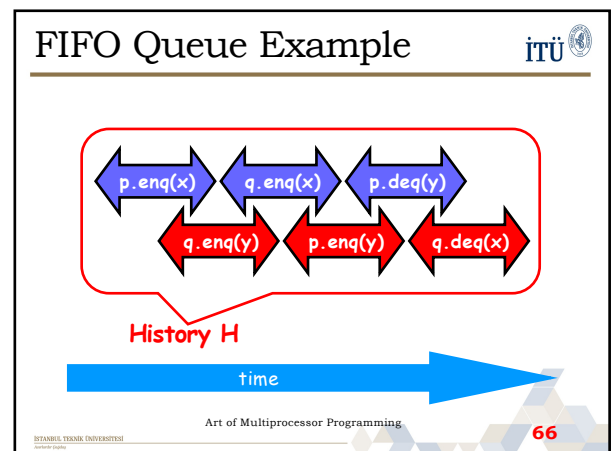 FIFO Queue Example
İTÜ
p.enq(x) q.enq(x) p.deq(y)
q.enq(y) p.enq(y) q.deq(x)
History H
time
Art of Multiprocessor Programming
66
İSTANBUL TEKNİK ÜNİVERSİTESİ